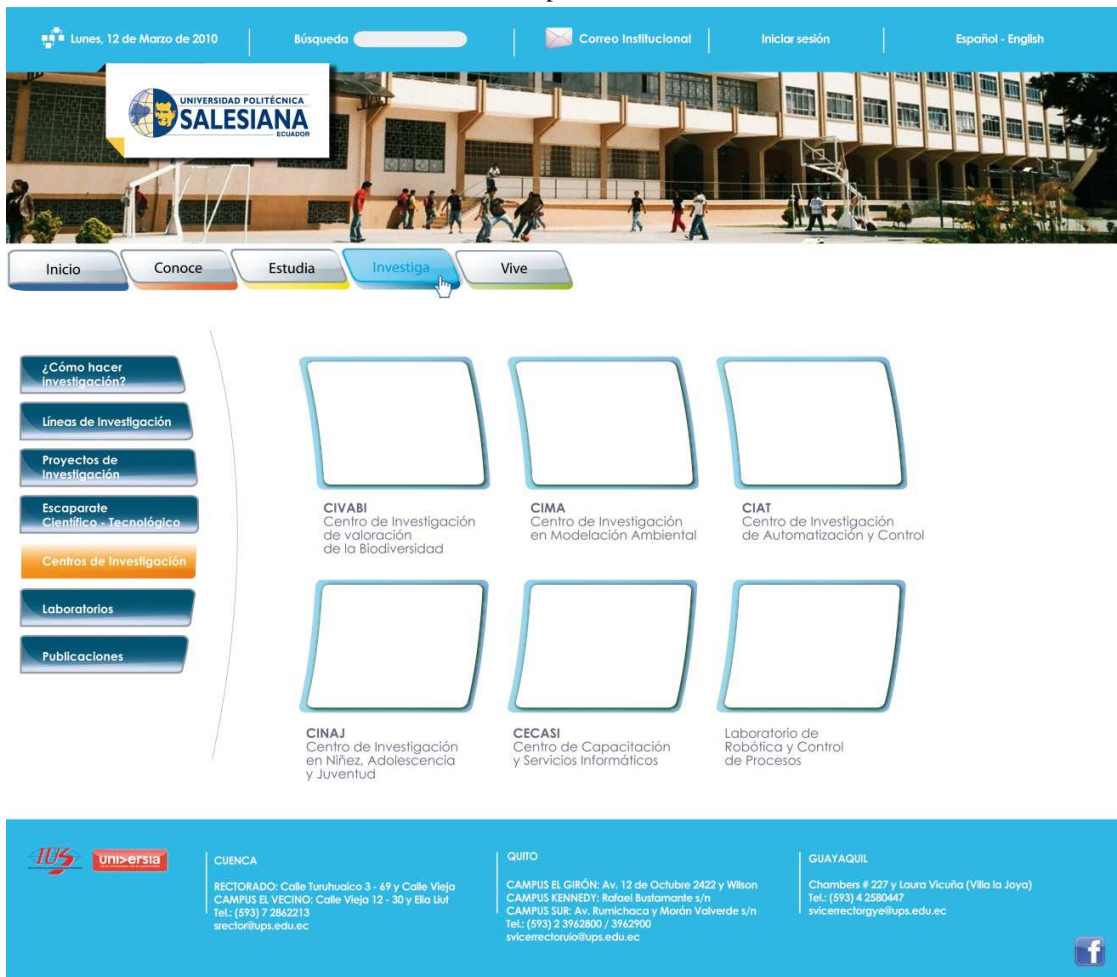 Lunes, 12 de Marzo de 2010
Búsqueda
Correo Institucional
Iniciar sesión
Español - English
UNIVERSIDAD POLITÉCNICA
SALESIANA
ECUADOR
Inicio
Conoce
Estudia
Investiga
Vive
¿Cómo hacer
investigación?
Líneas de Investigación
Proyectos de
Investigación
Escaparate
Científico - Tecnológico
Centros de Investigación
Laboratorios
Publicaciones
CIVABI
Centro de Investigación
de valoración
de la Biodiversidad
CIMA
Centro de Investigación
en Modelación Ambiental
CIAT
Centro de Investigación
de Automatización y Control
CINAJ
Centro de Investigación
en Niñez, Adolescencia
y Juventud
CECASI
Centro de Capacitación
y Servicios Informáticos
Laboratorio de
Robótica y Control
de Procesos
IUS
universia
CUENCA
RECTORADO: Calle Turuhuaico 3 - 69 y Calle Vieja
CAMPUS EL VECINO: Calle Vieja 12 - 30 y Elia Liut
Tel.: (593) 7 2862213
srector@ups.edu.ec
QUITO
CAMPUS EL GIRÓN: Av. 12 de Octubre 2422 y Wilson
CAMPUS KENNEDY: Rafael Bustamante s/n
CAMPUS SUR: Av. Rumichaca y Morán Valverde s/n
Tel.: (593) 2 3962800 / 3962900
svicerrectoruio@ups.edu.ec
GUAYAQUIL
Chambers # 227 y Laura Vicuña (Villa la Joya)
Tel.: (593) 4 2580447
svicerrectorgye@ups.edu.ec
f